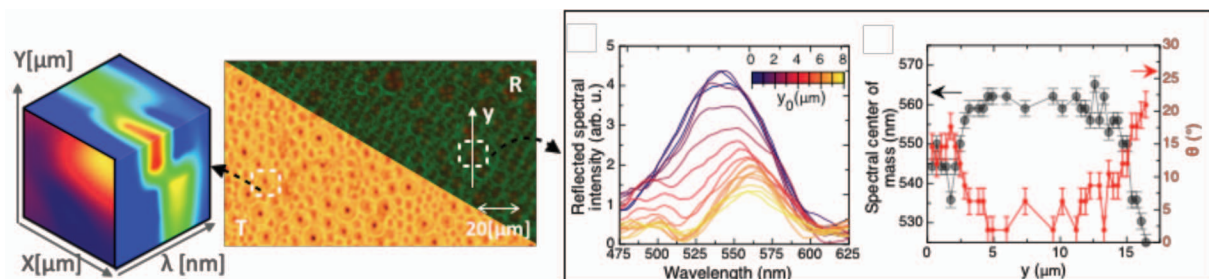 Y[μm]
X[μm]
λ [nm]
R
y
T
20[μm]
Reflected spectral
intensity (arb. u.)
5
4
3
2
1
0
475 500 525 550 575 600 625
Wavelength (nm)
0 2 4 6 8
y₀(μm)
Spectral center of
mass (nm)
570
560
550
540
530
0 5 10 15
y (μm)
30
25
20
15
10
5
0
θ (°)